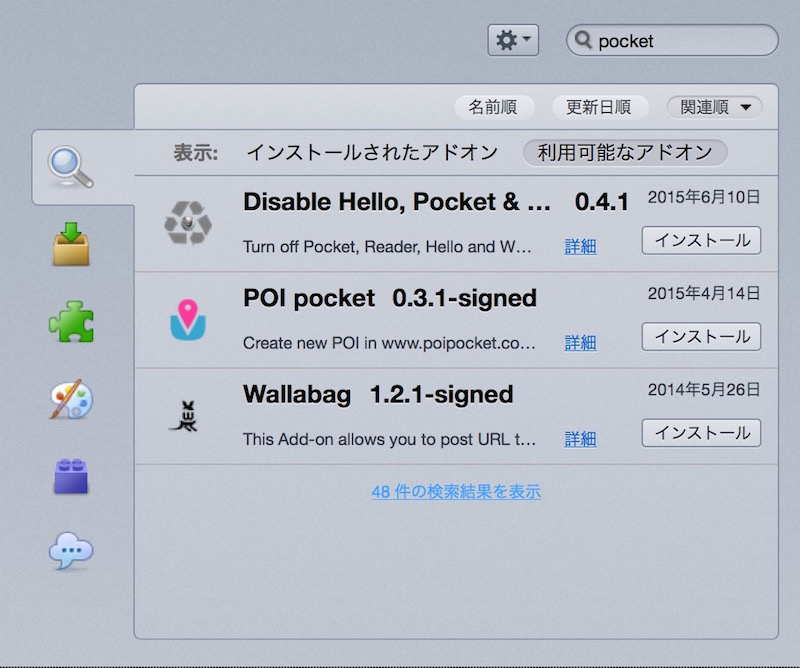 pocket
名前順 更新日順 関連順
表示: インストールされたアドオン 利用可能なアドオン
Disable Hello, Pocket & ... 0.4.1 2015年6月10日
Turn off Pocket, Reader, Hello and W... 詳細 インストール
POI pocket 0.3.1-signed 2015年4月14日
Create new POI in www.poipocket.co... 詳細 インストール
Wallabag 1.2.1-signed 2014年5月26日
This Add-on allows you to post URL t... 詳細 インストール
48 件の検索結果を表示